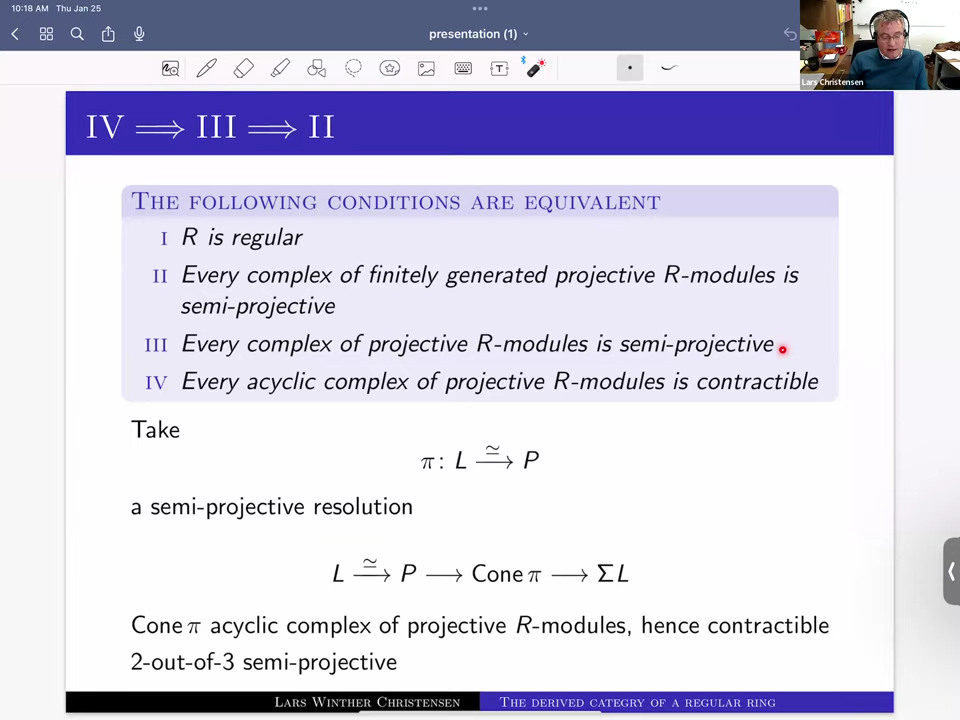 10:18 AM Thu Jan 25
presentation (1)
Lars Christensen
IV ⟹ III ⟹ II
THE FOLLOWING CONDITIONS ARE EQUIVALENT
I R is regular
II Every complex of finitely generated projective R-modules is
semi-projective
III Every complex of projective R-modules is semi-projective
IV Every acyclic complex of projective R-modules is contractible
Take
π: L ≃⟶ P
a semi-projective resolution
L ≃⟶ P ⟶ Cone π ⟶ ΣL
Cone π acyclic complex of projective R-modules, hence contractible
2-out-of-3 semi-projective
LARS WINTHER CHRISTENSEN THE DERIVED CATEGRY OF A REGULAR RING